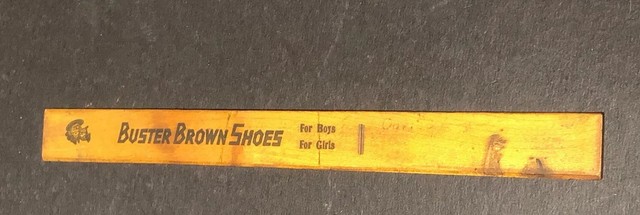 BUSTER BROWN SHOES
For Boys
For Girls